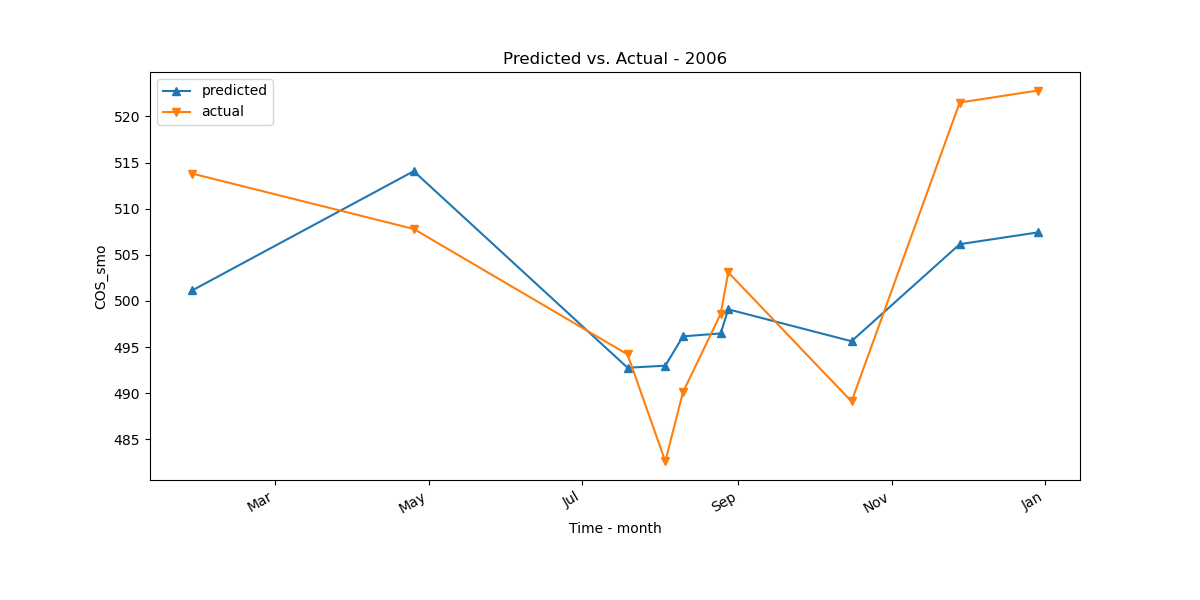 Predicted vs. Actual - 2006
predicted
actual
520
515
510
505
500
495
490
485
COS_smo
Mar
May
Jul
Sep
Nov
Jan
Time - month